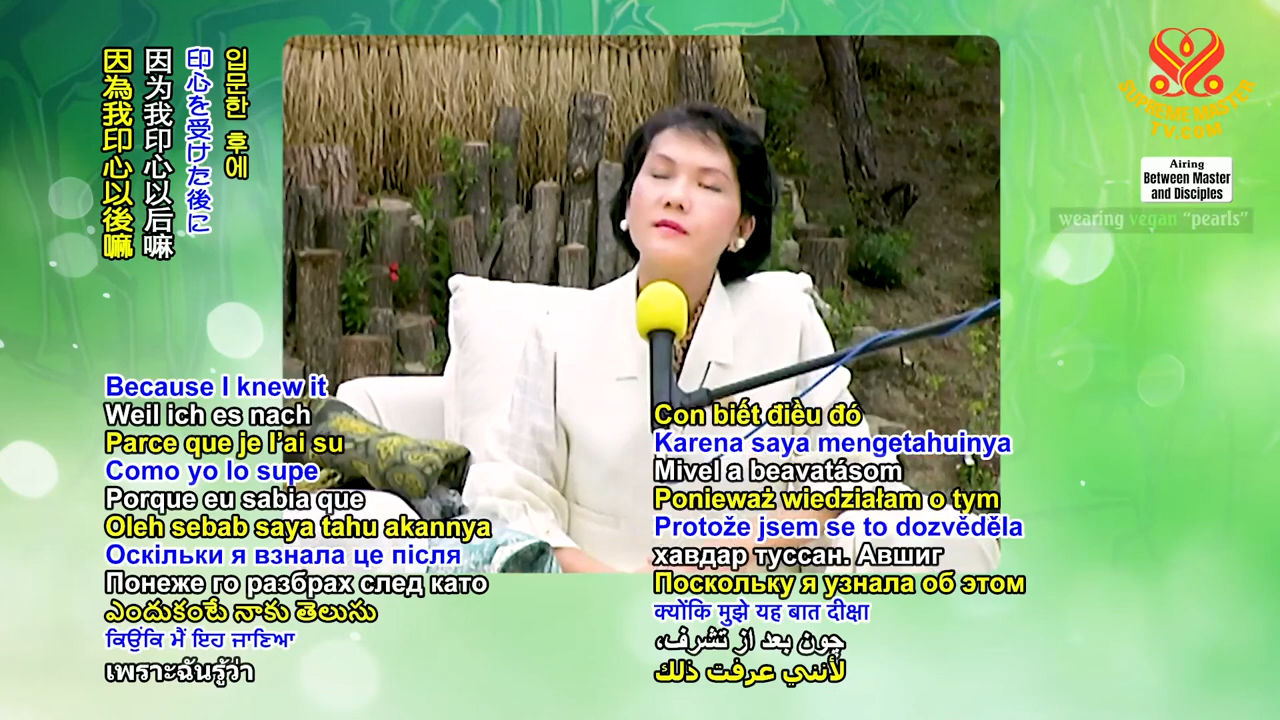 因為我印心以後嘛
因为我印心以后嘛
印心を受けた後に
입문한 후에
SUPREME MASTER
TV.COM
Airing
Between Master
and Disciples
wearing vegan “pearls”
Because I knew it
Weil ich es nach
Parce que je l’ai su
Como yo lo supe
Porque eu sabia que
Oleh sebab saya tahu akannya
Оскільки я взнала це після
Понеже го разбрах след като
ఎందుకంటే నాకు తెలుసు
ਕਿਉਂਕਿ ਮੈਂ ਇਹ ਜਾਣਿਆ
เพราะฉันรู้ว่า
Con biết điều đó
Karena saya mengetahuinya
Mivel a beavatásom
Ponieważ wiedziałam o tym
Protože jsem se to dozvěděla
хавдар туссан. Авшиг
Поскольку я узнала об этом
क्योंकि मुझे यह बात दीक्षा
چون بعد از تشرف،
لأنني عرفت ذلك